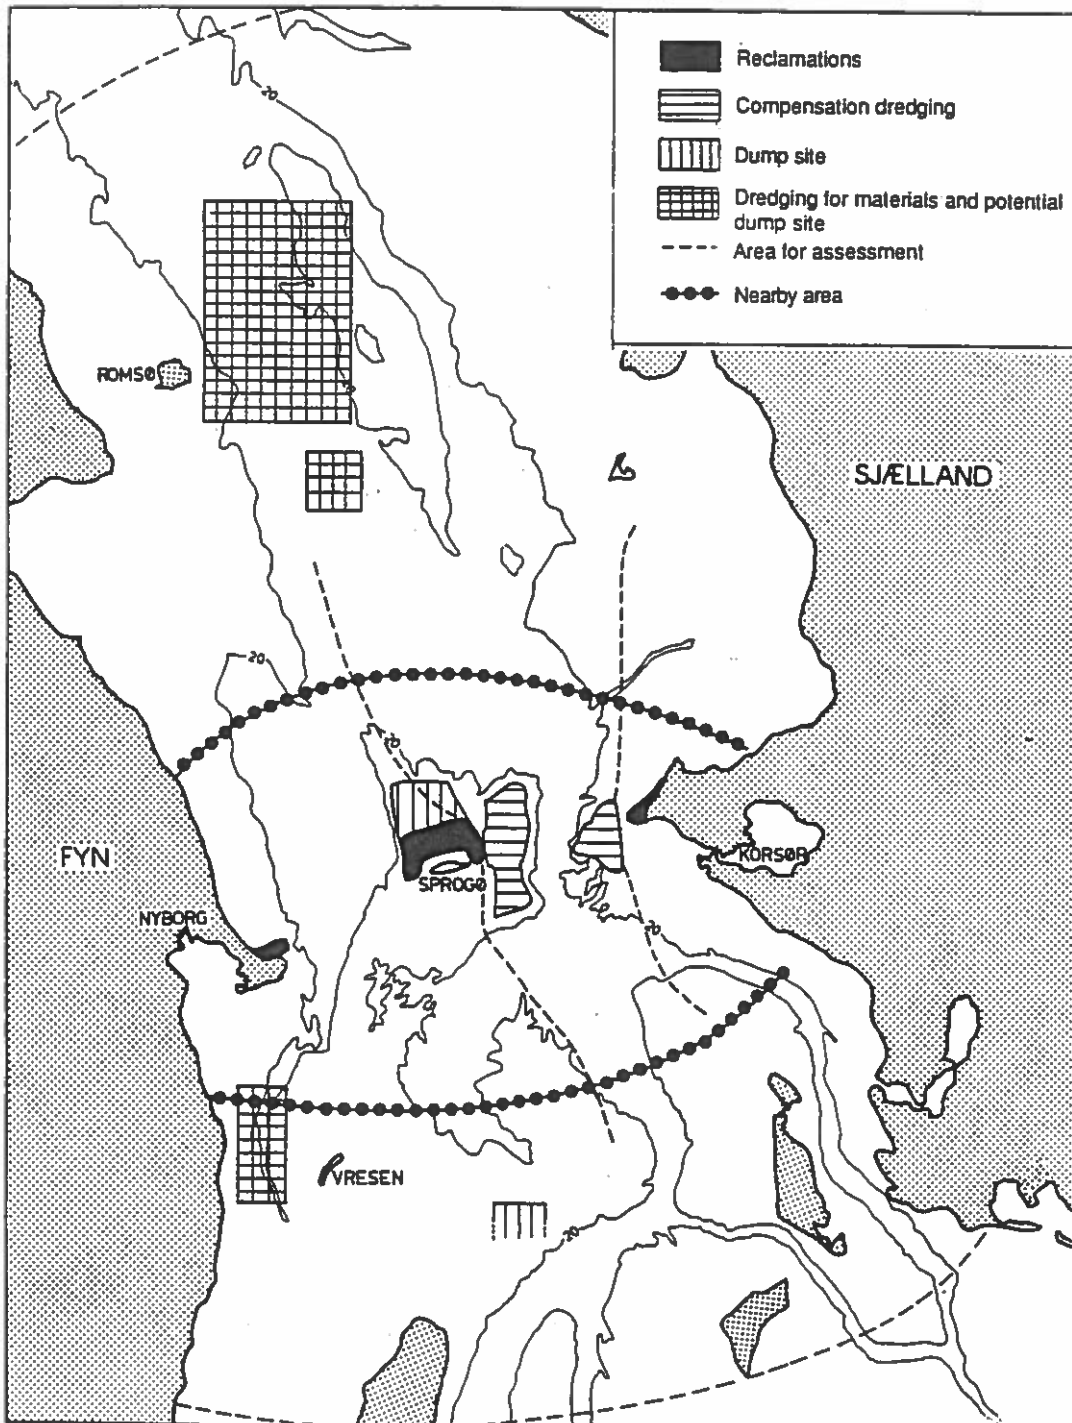 Reclamations
Compensation dredging
Dump site
Dredging for materials and potential
dump site
Area for assessment
Nearby area
20
ROMSØ
SJÆLLAND
20
20
FYN
SPROGØ
KORSØR
NYBORG
20
20
VRESEN
20